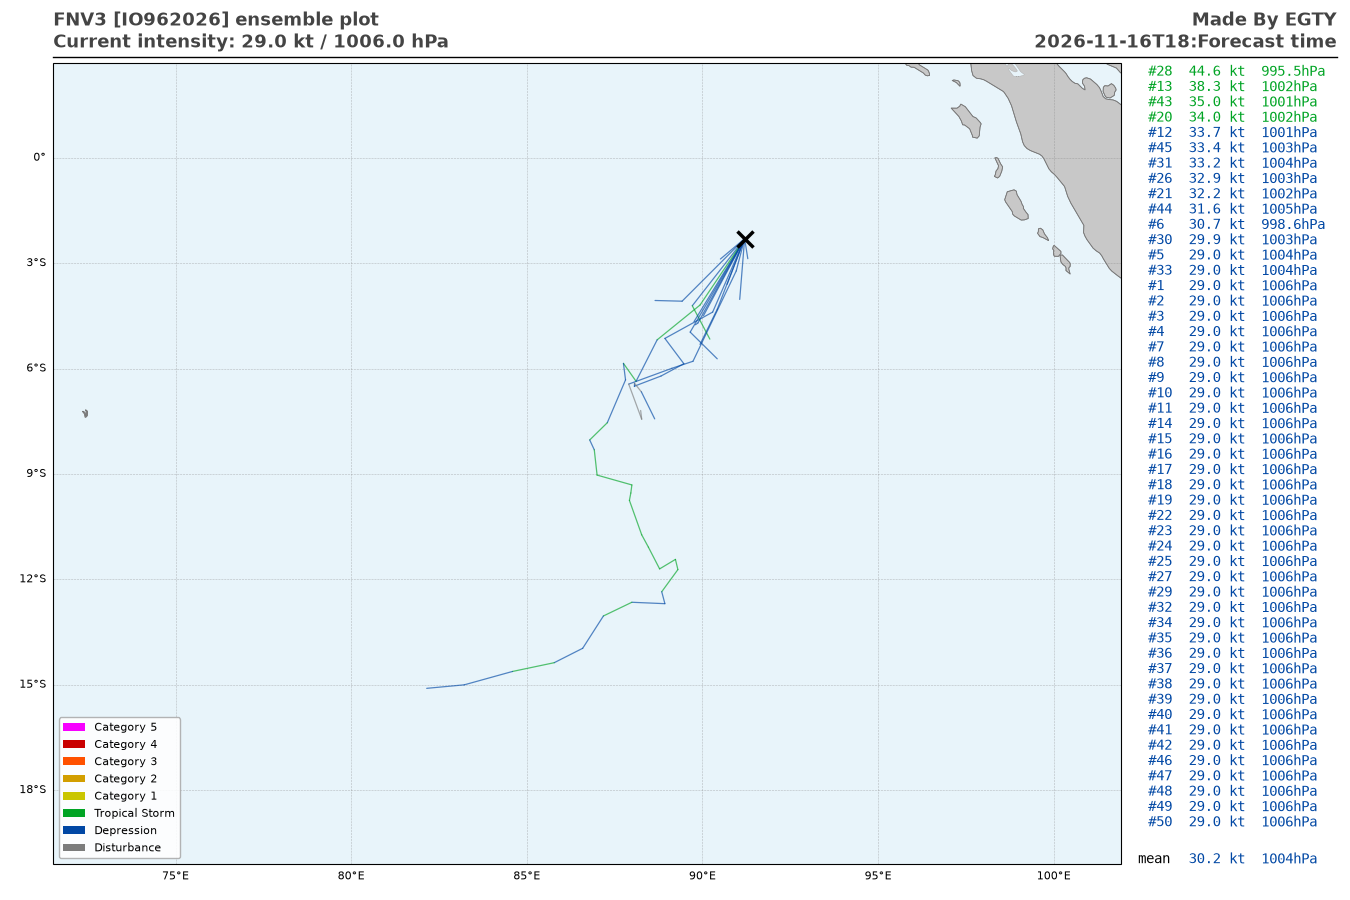 FNV3 [IO962026] ensemble plot
Current intensity: 29.0 kt / 1006.0 hPa
Made By EGTY
2026-11-16T18:Forecast time
#28 44.6 kt 995.5hPa
#13 38.3 kt 1002hPa
#43 35.0 kt 1001hPa
#20 34.0 kt 1002hPa
#12 33.7 kt 1001hPa
#45 33.4 kt 1003hPa
#31 33.2 kt 1004hPa
#26 32.9 kt 1003hPa
#21 32.2 kt 1002hPa
#44 31.6 kt 1005hPa
#6 30.7 kt 998.6hPa
#30 29.9 kt 1003hPa
#5 29.0 kt 1004hPa
#33 29.0 kt 1004hPa
#1 29.0 kt 1006hPa
#2 29.0 kt 1006hPa
#3 29.0 kt 1006hPa
#4 29.0 kt 1006hPa
#7 29.0 kt 1006hPa
#8 29.0 kt 1006hPa
#9 29.0 kt 1006hPa
#10 29.0 kt 1006hPa
#11 29.0 kt 1006hPa
#14 29.0 kt 1006hPa
#15 29.0 kt 1006hPa
#16 29.0 kt 1006hPa
#17 29.0 kt 1006hPa
#18 29.0 kt 1006hPa
#19 29.0 kt 1006hPa
#22 29.0 kt 1006hPa
#23 29.0 kt 1006hPa
#24 29.0 kt 1006hPa
#25 29.0 kt 1006hPa
#27 29.0 kt 1006hPa
#29 29.0 kt 1006hPa
#32 29.0 kt 1006hPa
#34 29.0 kt 1006hPa
#35 29.0 kt 1006hPa
#36 29.0 kt 1006hPa
#37 29.0 kt 1006hPa
#38 29.0 kt 1006hPa
#39 29.0 kt 1006hPa
#40 29.0 kt 1006hPa
#41 29.0 kt 1006hPa
#42 29.0 kt 1006hPa
#46 29.0 kt 1006hPa
#47 29.0 kt 1006hPa
#48 29.0 kt 1006hPa
#49 29.0 kt 1006hPa
#50 29.0 kt 1006hPa
mean 30.2 kt 1004hPa
0°
3°S
6°S
9°S
12°S
15°S
18°S
Category 5
Category 4
Category 3
Category 2
Category 1
Tropical Storm
Depression
Disturbance
75°E 80°E 85°E 90°E 95°E 100°E